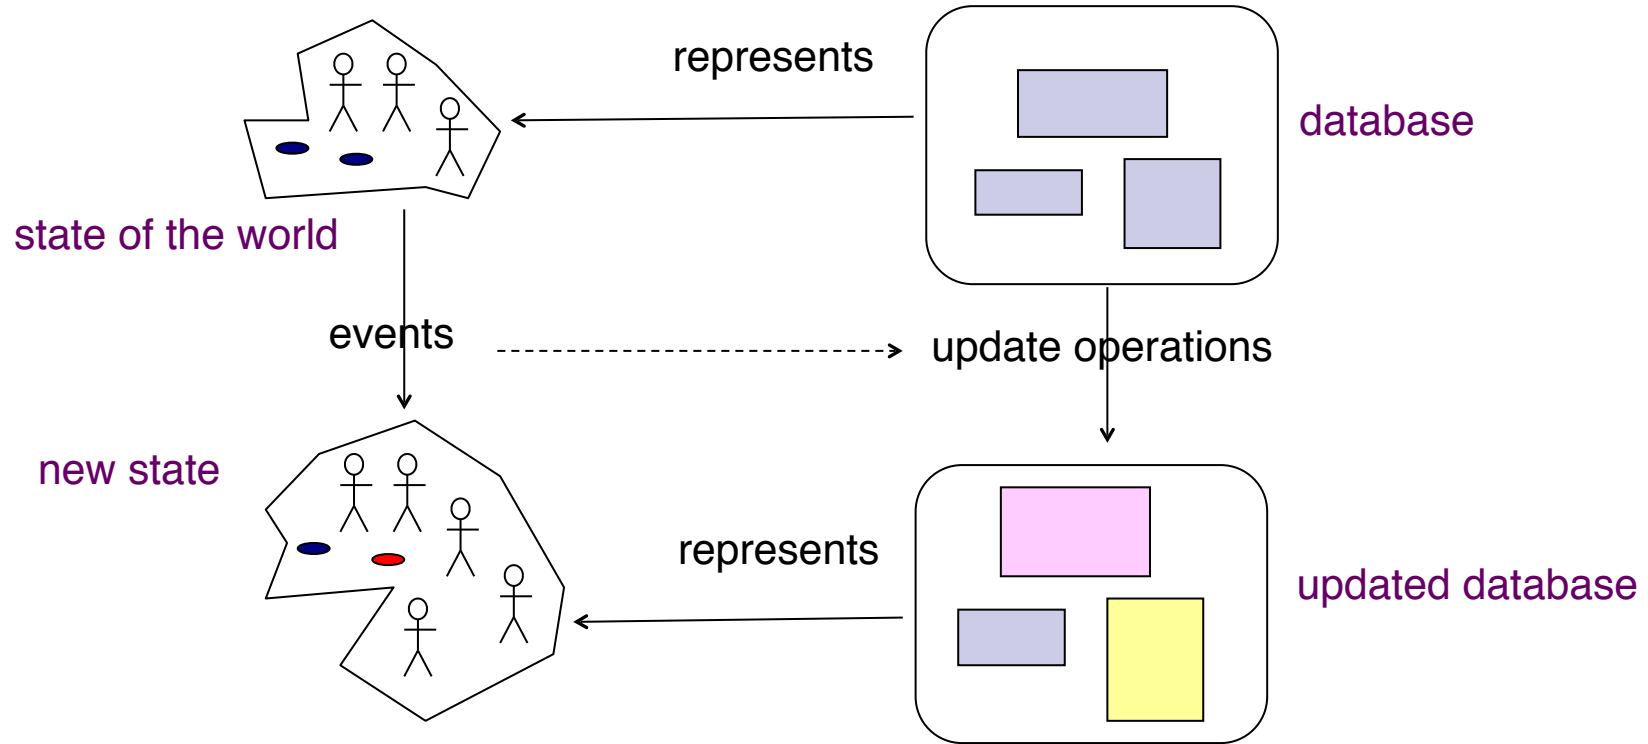 represents
database
state of the world
events
update operations
new state
represents
updated database